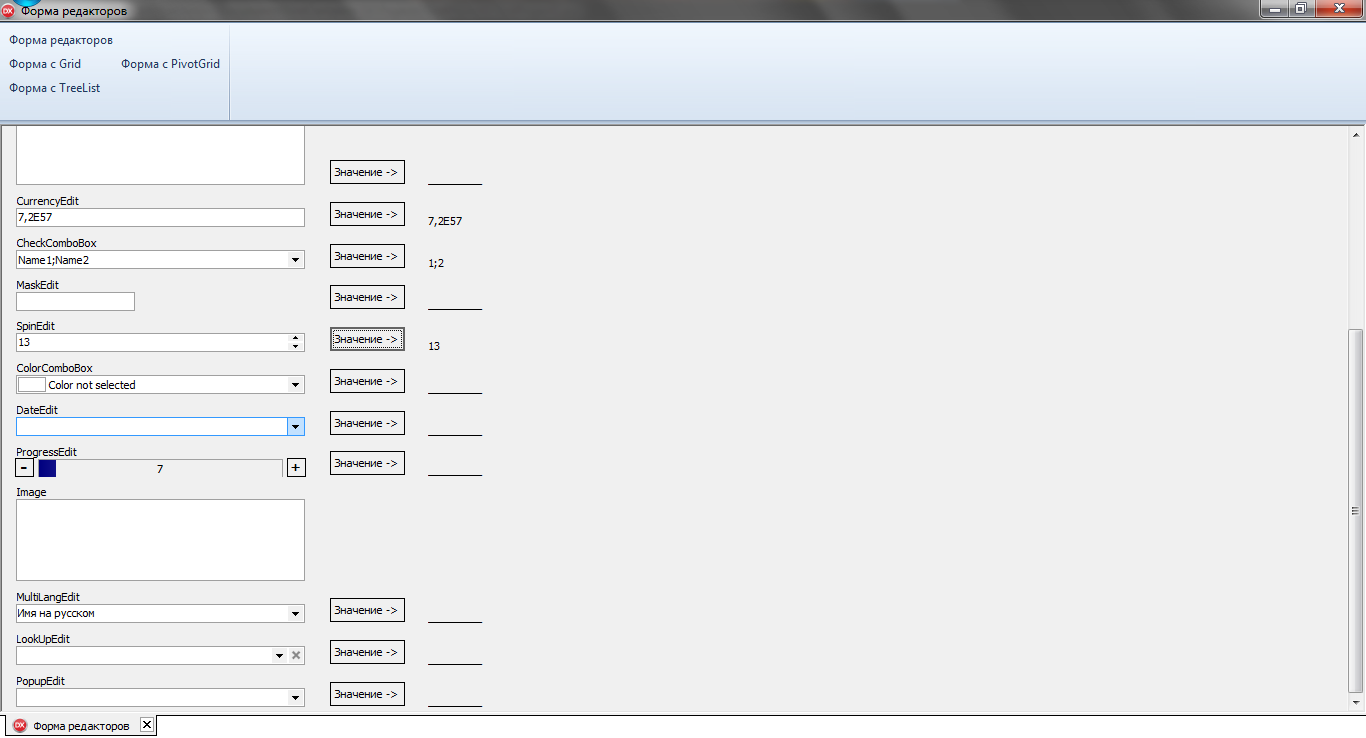 DX Форма редакторов
Форма редакторов
Форма с Grid Форма с PivotGrid
Форма с TreeList
Значение ->
CurrencyEdit
7,2E57 Значение -> 7,2E57
CheckComboBox
Name1;Name2 Значение -> 1;2
MaskEdit
Значение ->
SpinEdit
13 Значение -> 13
ColorComboBox
Color not selected Значение ->
DateEdit
Значение ->
ProgressEdit
- 7 + Значение ->
Image
MultiLangEdit
Имя на русском Значение ->
LookUpEdit
Значение ->
PopupEdit
Значение ->
DX Форма редакторов